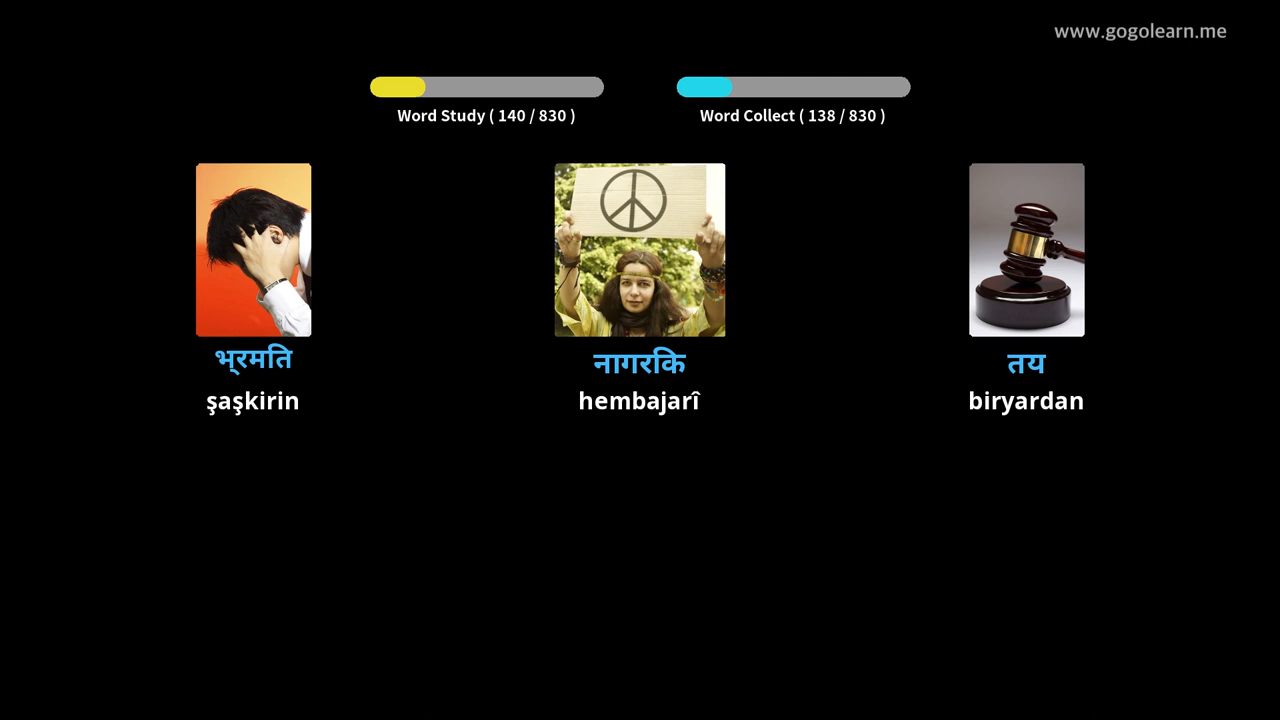 www.gogolearn.me
Word Study ( 140 / 830 )
Word Collect ( 138 / 830 )
भ्रमति
नागरकि
तय
şaşkirin
hembajarî
biryardan